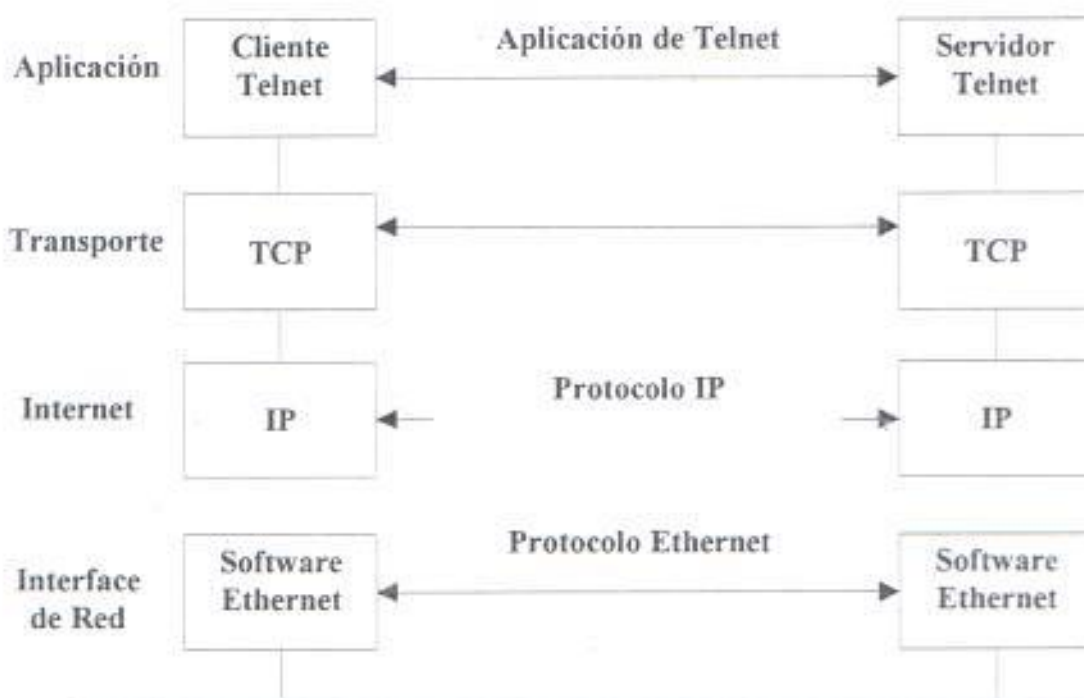 Aplicación
Cliente
Telnet
Aplicación de Telnet
Servidor
Telnet
Transporte
TCP
TCP
Internet
IP
Protocolo IP
IP
Interface
de Red
Software
Ethernet
Protocolo Ethernet
Software
Ethernet